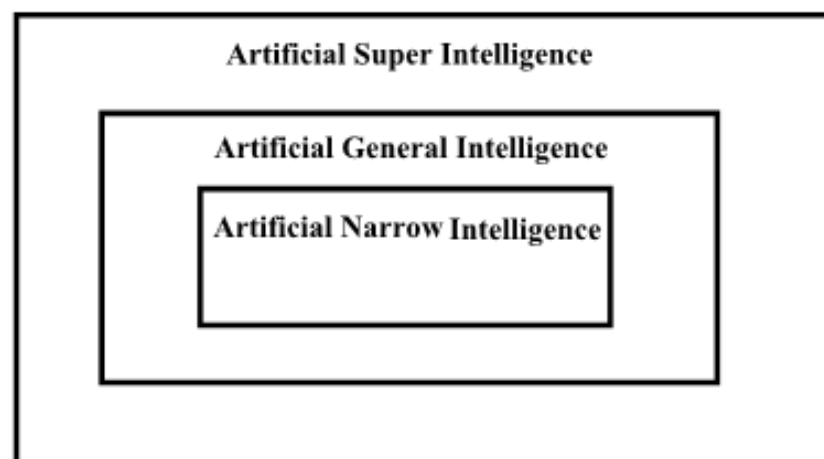 Artificial Super Intelligence
Artificial General Intelligence
Artificial Narrow Intelligence